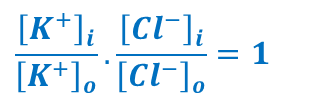 [K⁺]ᵢ / [K⁺]ₒ . [Cl⁻]ᵢ / [Cl⁻]ₒ = 1